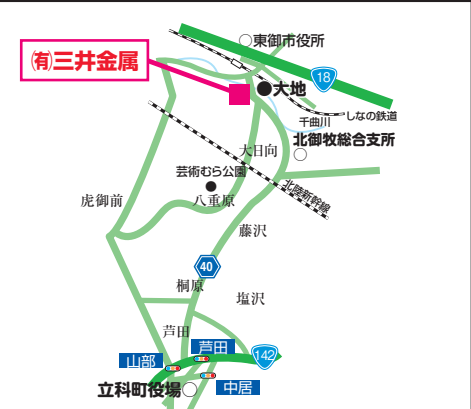 東御市役所
㈲三井金属
18
大地
しなの鉄道
千曲川
北御牧総合支所
大日向
芸術むら公園
北陸新幹線
虎御前
八重原
藤沢
40
桐原
塩沢
芦田
芦田
142
山部
中居
立科町役場